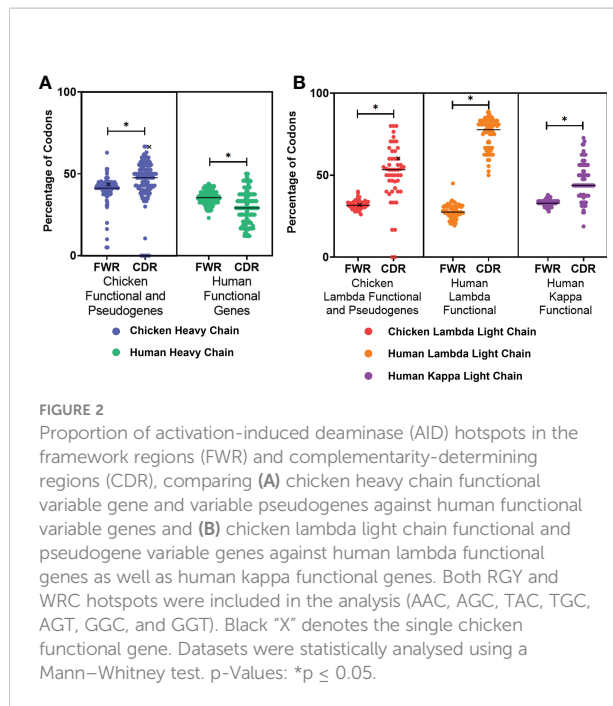 A
B
100
50
0
Percentage of Codons
*
*
FWR CDR FWR CDR
Chicken
Functional and
Pseudogenes
Human
Functional
Genes
Chicken Heavy Chain
Human Heavy Chain
100
50
0
Percentage of Codons
*
*
*
FWR CDR FWR CDR FWR CDR
Chicken
Lambda Functional
and Pseudogenes
Human
Lambda
Functional
Human
Kappa
Functional
Chicken Lambda Light Chain
Human Lambda Light Chain
Human Kappa Light Chain
FIGURE 2
Proportion of activation-induced deaminase (AID) hotspots in the
framework regions (FWR) and complementarity-determining
regions (CDR), comparing (A) chicken heavy chain functional
variable gene and variable pseudogenes against human functional
variable genes and (B) chicken lambda light chain functional and
pseudogene variable genes against human lambda functional
genes as well as human kappa functional genes. Both RGY and
WRC hotspots were included in the analysis (AAC, AGC, TAC, TGC,
AGT, GGC, and GGT). Black “X” denotes the single chicken
functional gene. Datasets were statistically analysed using a
Mann–Whitney test. p-Values: *p ≤ 0.05.